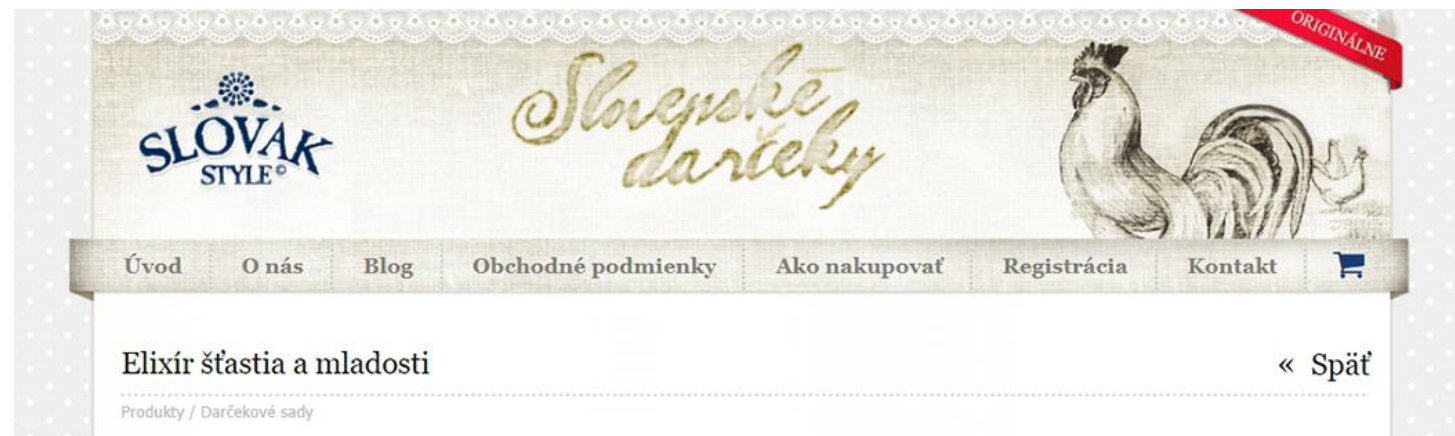 ORIGINÁLNE
SLOVAK
STYLE©
Slovenské
darčeky
Úvod O nás Blog Obchodné podmienky Ako nakupovať Registrácia Kontakt
Elixír šťastia a mladosti « Späť
Produkty / Darčekové sady